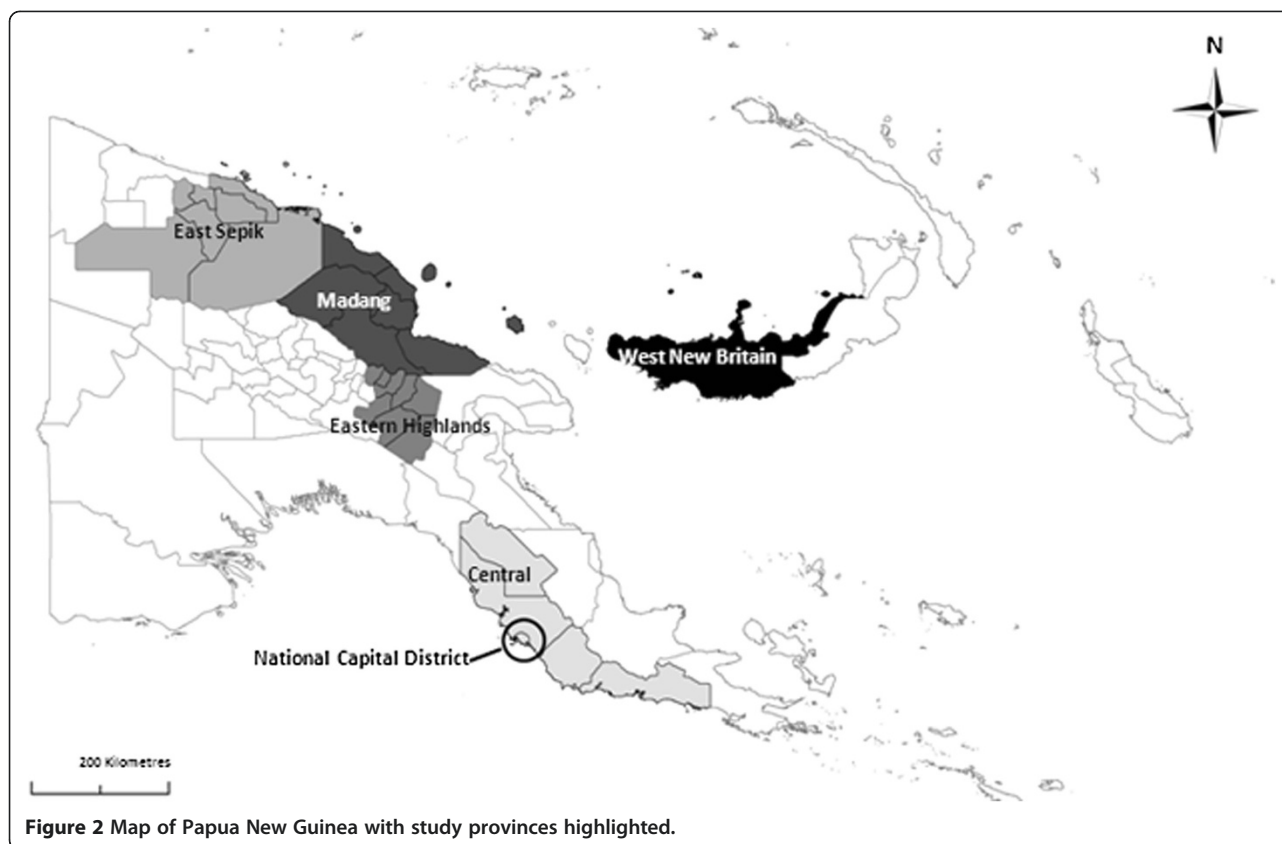 N
East Sepik
Madang
West New Britain
Eastern Highlands
Central
National Capital District
200 Kilometres
Figure 2 Map of Papua New Guinea with study provinces highlighted.